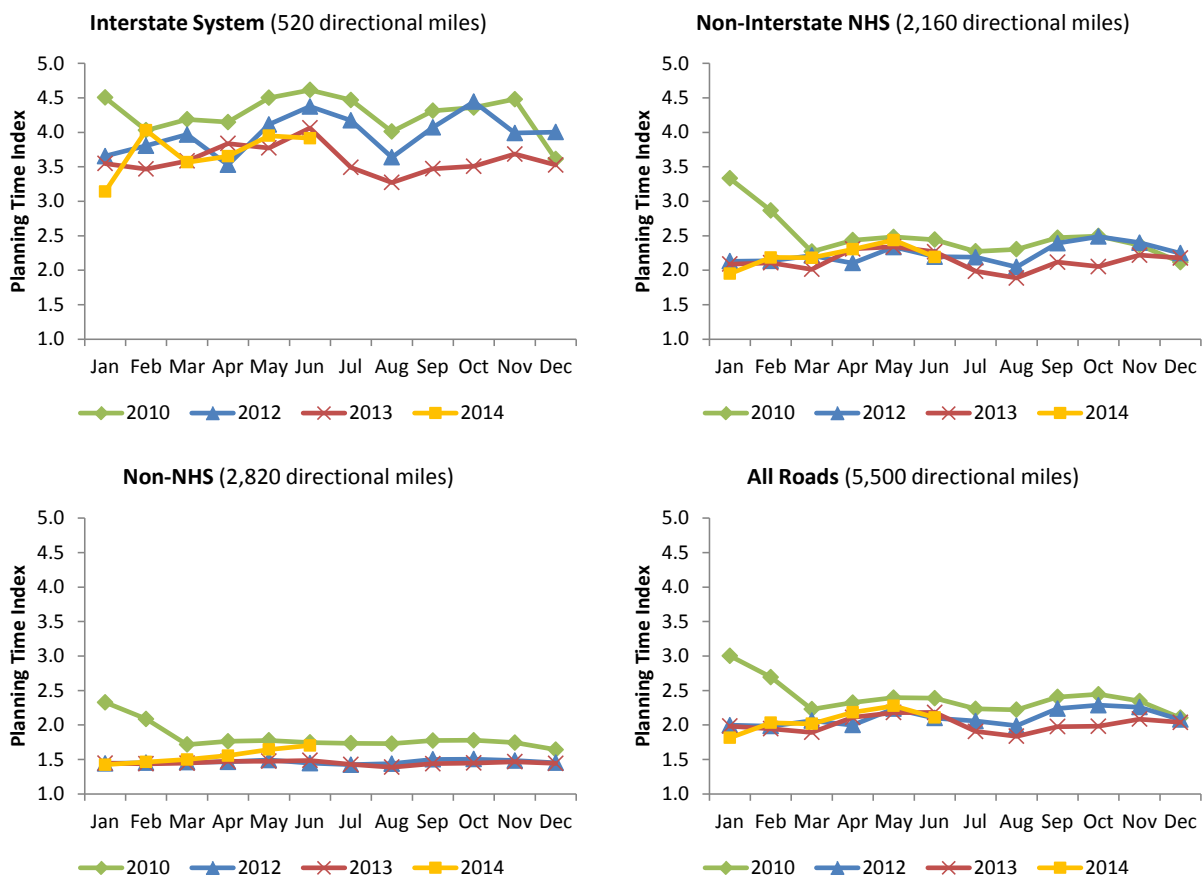 Interstate System (520 directional miles)
Planning Time Index
5.0
4.5
4.0
3.5
3.0
2.5
2.0
1.5
1.0
Jan Feb Mar Apr May Jun Jul Aug Sep Oct Nov Dec
2010 2012 2013 2014
Non-Interstate NHS (2,160 directional miles)
Planning Time Index
5.0
4.5
4.0
3.5
3.0
2.5
2.0
1.5
1.0
Jan Feb Mar Apr May Jun Jul Aug Sep Oct Nov Dec
2010 2012 2013 2014
Non-NHS (2,820 directional miles)
Planning Time Index
5.0
4.5
4.0
3.5
3.0
2.5
2.0
1.5
1.0
Jan Feb Mar Apr May Jun Jul Aug Sep Oct Nov Dec
2010 2012 2013 2014
All Roads (5,500 directional miles)
Planning Time Index
5.0
4.5
4.0
3.5
3.0
2.5
2.0
1.5
1.0
Jan Feb Mar Apr May Jun Jul Aug Sep Oct Nov Dec
2010 2012 2013 2014